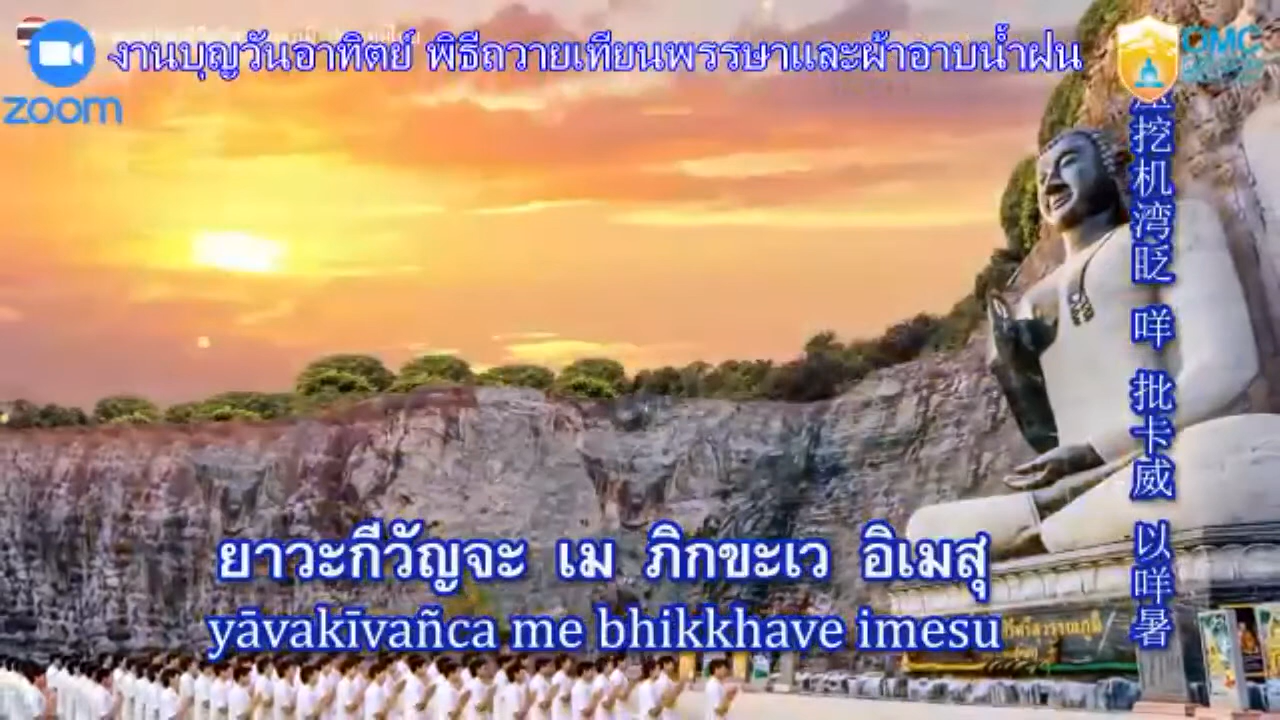 งานบุญวันอาทิตย์ พิธีถวายเทียนพรรษาและผ้าอาบน้ำฝน
zoom
挖机湾眨 咩 批卡威 以咩暑
ยาวะกีวัญจะ เม ภิกขะเว อิเมสุ
yāvakīvañca me bhikkhave imesu